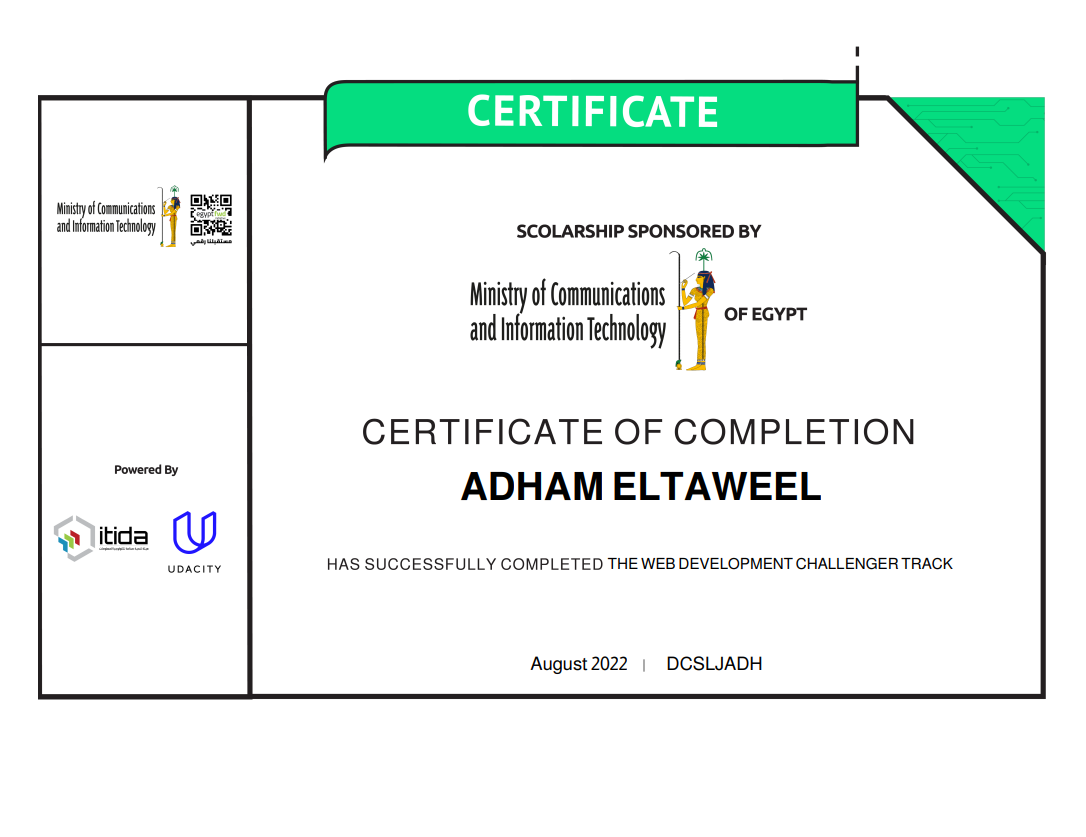 CERTIFICATE
Ministry of Communications
and Information Technology
egyptfwd
مستقبلنا رقمي
SCOLARSHIP SPONSORED BY
Ministry of Communications
and Information Technology
OF EGYPT
CERTIFICATE OF COMPLETION
ADHAM ELTAWEEL
HAS SUCCESSFULLY COMPLETED THE WEB DEVELOPMENT CHALLENGER TRACK
August 2022 | DCSLJADH
Powered By
itida
UDACITY